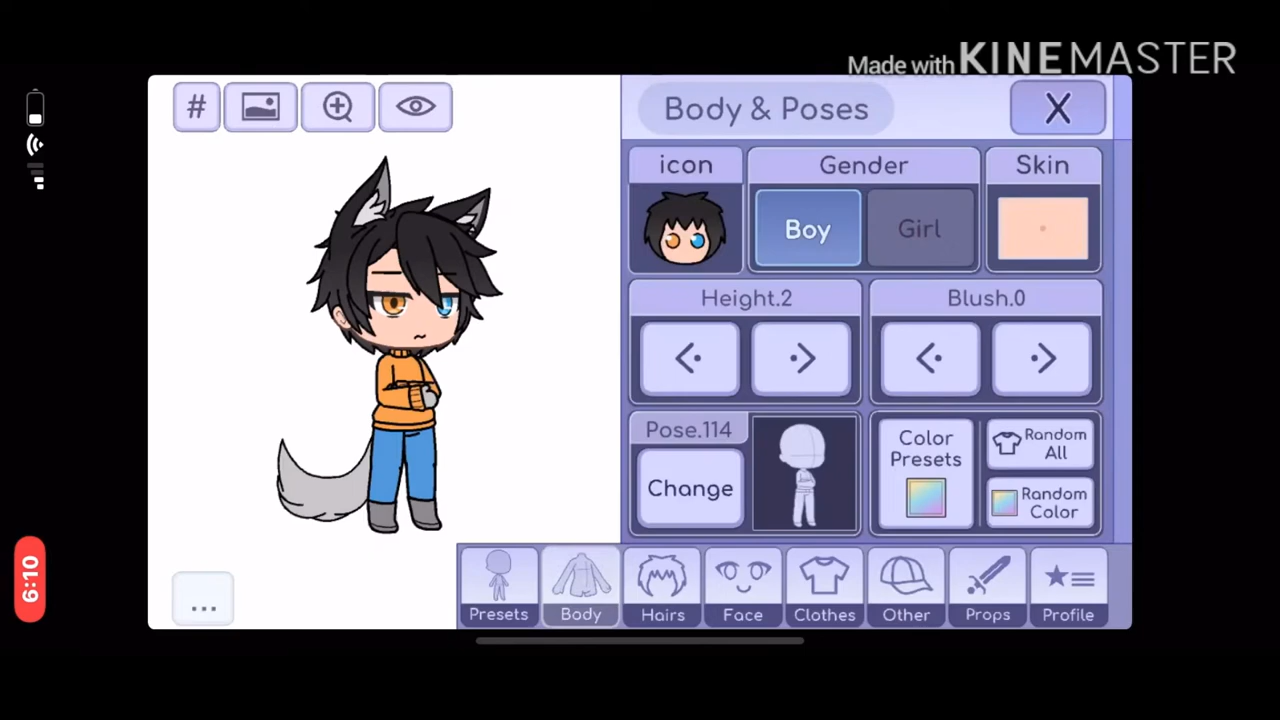 Made with KINEMASTER
#
Body & Poses
X
icon
Gender
Skin
Boy
Girl
Height.2
Blush.0
Pose.114
Change
Color
Presets
Random
All
Random
Color
6:10
...
Presets
Body
Hairs
Face
Clothes
Other
Props
Profile